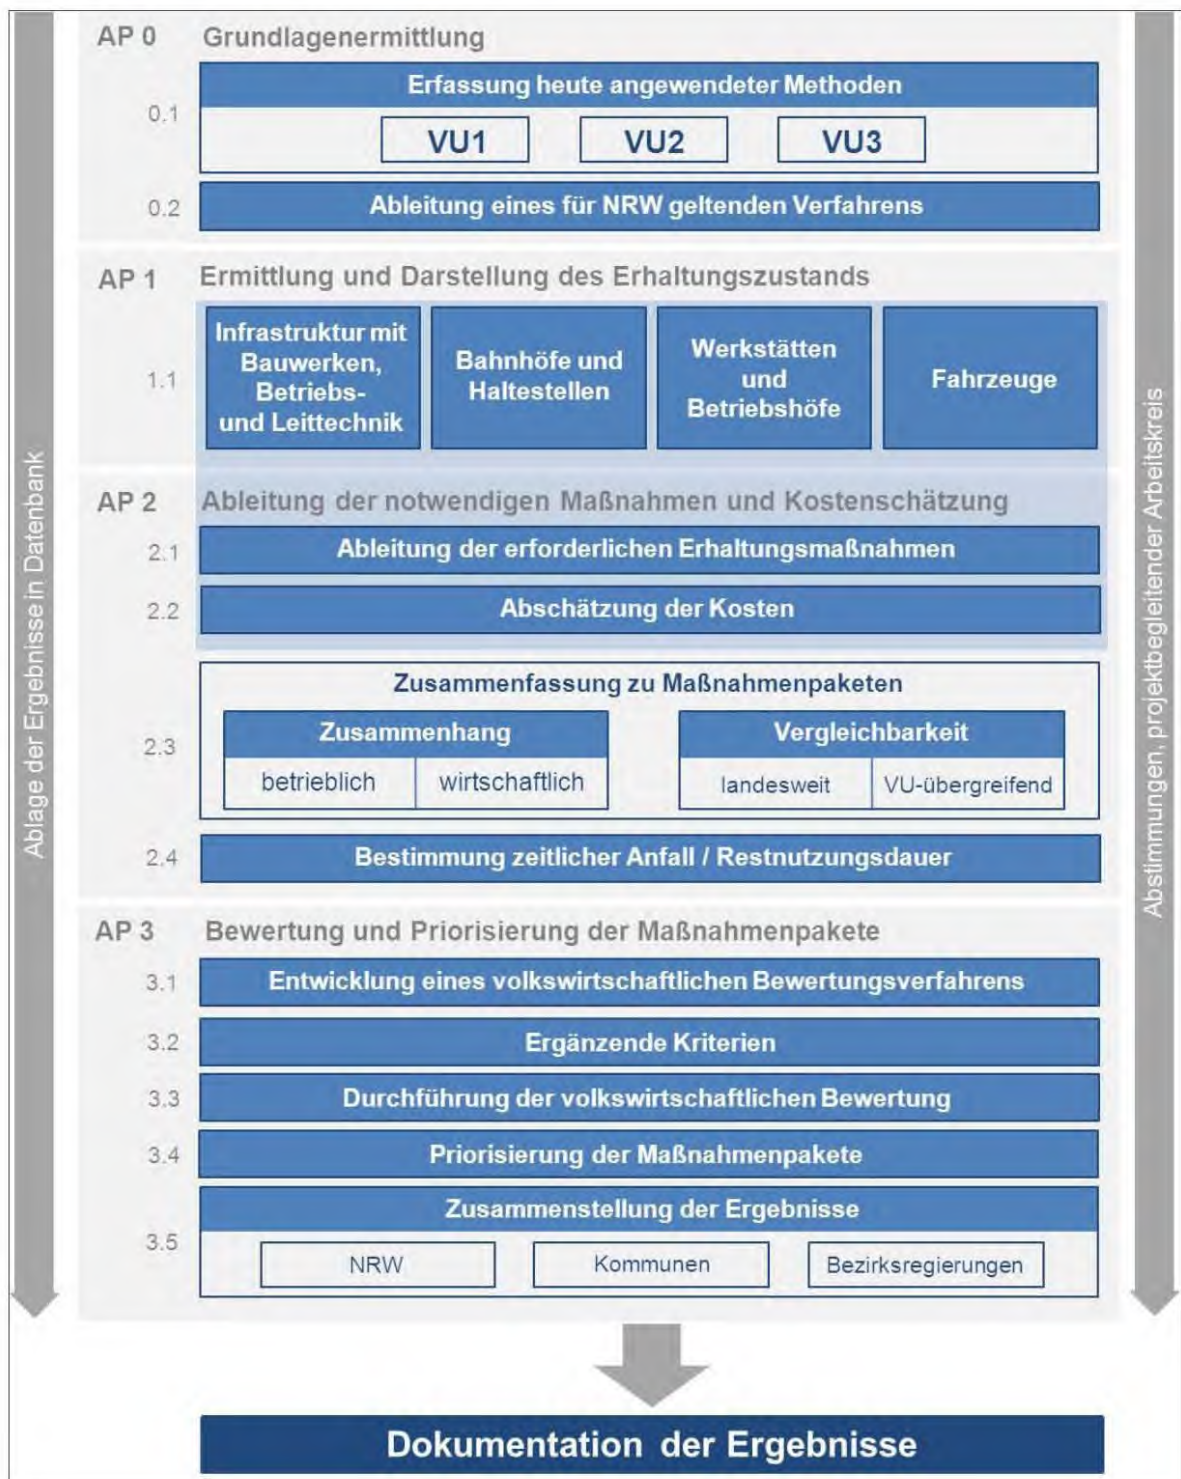 AP 0 Grundlagenermittlung
0.1
Erfassung heute angewendeter Methoden
VU1 VU2 VU3
0.2
Ableitung eines für NRW geltenden Verfahrens
AP 1 Ermittlung und Darstellung des Erhaltungszustands
1.1
Infrastruktur mit
Bauwerken,
Betriebs-
und Leittechnik
Bahnhöfe und
Haltestellen
Werkstätten
und
Betriebshöfe
Fahrzeuge
AP 2 Ableitung der notwendigen Maßnahmen und Kostenschätzung
2.1
Ableitung der erforderlichen Erhaltungsmaßnahmen
2.2
Abschätzung der Kosten
2.3
Zusammenfassung zu Maßnahmenpaketen
Zusammenhang
betrieblich wirtschaftlich
Vergleichbarkeit
landesweit VU-übergreifend
2.4
Bestimmung zeitlicher Anfall / Restnutzungsdauer
AP 3 Bewertung und Priorisierung der Maßnahmenpakete
3.1
Entwicklung eines volkswirtschaftlichen Bewertungsverfahrens
3.2
Ergänzende Kriterien
3.3
Durchführung der volkswirtschaftlichen Bewertung
3.4
Priorisierung der Maßnahmenpakete
3.5
Zusammenstellung der Ergebnisse
NRW Kommunen Bezirksregierungen
Ablage der Ergebnisse in Datenbank
Abstimmungen, projektbegleitender Arbeitskreis
Dokumentation der Ergebnisse